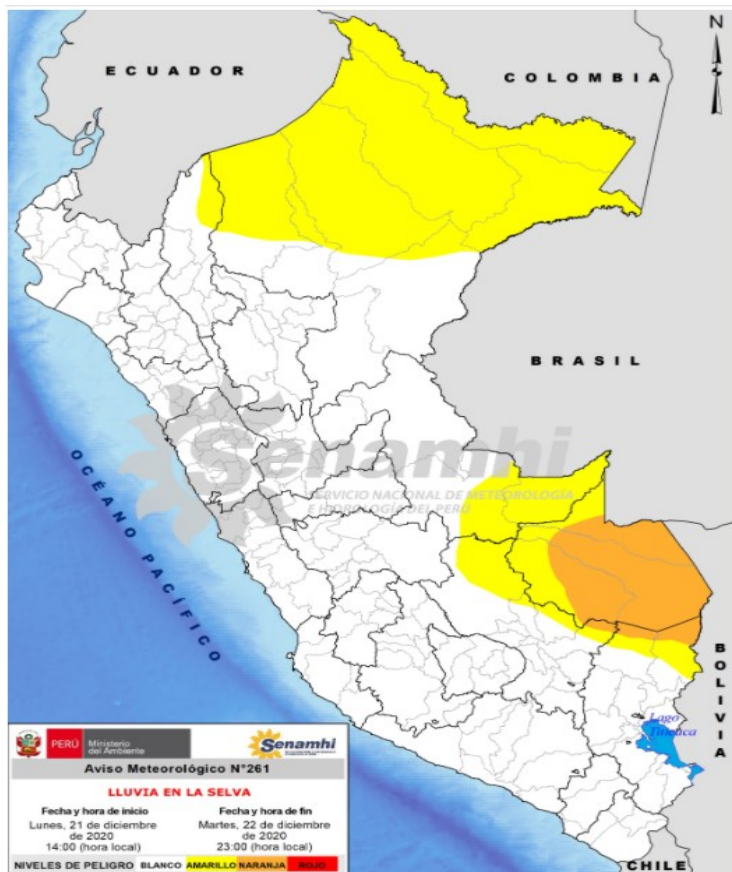 N
ECUADOR
COLOMBIA
BRASIL
Senamhi
SERVICIO NACIONAL DE METEOROLOGÍA
E HIDROLOGÍA DEL PERÚ
OCÉANO PACÍFICO
BOLIVIA
Lago
Titicaca
CHILE
PERÚ
Ministerio
del Ambiente
Senamhi
Aviso Meteorológico N°261
LLUVIA EN LA SELVA
Fecha y hora de inicio
Lunes, 21 de diciembre
de 2020
14:00 (hora local)
Fecha y hora de fin
Martes, 22 de diciembre
de 2020
23:00 (hora local)
NIVELES DE PELIGRO BLANCO AMARILLO NARANJA ROJO